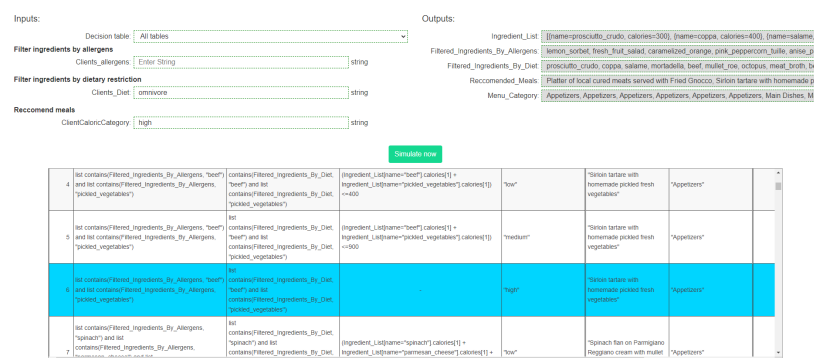 Inputs:
Outputs:
Decision table: All tables
Filter ingredients by allergens
Clients_allergens: Enter String string
Filter ingredients by dietary restriction
Clients_Diet: omnivore string
Reccomend meals
ClientCaloricCategory: high string
Ingredient_List: [{name=prosciutto_crudo, calories=300}, {name=coppa, calories=400}, {name=salame,
Filtered_Ingredients_By_Allergens: lemon_sorbet, fresh_fruit_salad, caramelized_orange, pink_peppercorn_tuille, anise_p
Filtered_Ingredients_By_Diet: prosciutto_crudo, coppa, salame, mortadella, beef, mullet_roe, octopus, meat_broth, b
Reccomended_Meals: Platter of local cured meats served with Fried Gnocco, Sirloin tartare with homemade p
Menu_Category: Appetizers, Appetizers, Appetizers, Appetizers, Appetizers, Appetizers, Main Dishes, M
Simulate now
4
list contains(Filtered_Ingredients_By_Allergens, "beef")
and list contains(Filtered_Ingredients_By_Allergens,
"pickled_vegetables")
contains(Filtered_Ingredients_By_Diet,
"beef") and list
contains(Filtered_Ingredients_By_Diet,
"pickled_vegetables")
(Ingredient_List[name="beef"].calories[1] +
Ingredient_List[name="pickled_vegetables"].calories[1])
<=400
"low"
"Sirloin tartare with
homemade pickled fresh
vegetables"
"Appetizers"
5
list contains(Filtered_Ingredients_By_Allergens, "beef")
and list contains(Filtered_Ingredients_By_Allergens,
"pickled_vegetables")
list
contains(Filtered_Ingredients_By_Diet,
"beef") and list
contains(Filtered_Ingredients_By_Diet,
"pickled_vegetables")
(Ingredient_List[name="beef"].calories[1] +
Ingredient_List[name="pickled_vegetables"].calories[1])
<=900
"medium"
"Sirloin tartare with
homemade pickled fresh
vegetables"
"Appetizers"
6
list contains(Filtered_Ingredients_By_Allergens, "beef")
and list contains(Filtered_Ingredients_By_Allergens,
"pickled_vegetables")
list
contains(Filtered_Ingredients_By_Diet,
"beef") and list
contains(Filtered_Ingredients_By_Diet,
"pickled_vegetables")
-
"high"
"Sirloin tartare with
homemade pickled fresh
vegetables"
"Appetizers"
7
list contains(Filtered_Ingredients_By_Allergens,
"spinach") and list
contains(Filtered_Ingredients_By_Allergens,
list
contains(Filtered_Ingredients_By_Diet,
"spinach") and list
contains(Filtered_Ingredients_By_Diet,
(Ingredient_List[name="spinach"].calories[1] +
Ingredient_List[name="parmesan_cheese"].calories[1] +
"low"
"Spinach flan on Parmigiano
Reggiano cream with mullet
"Appetizers"